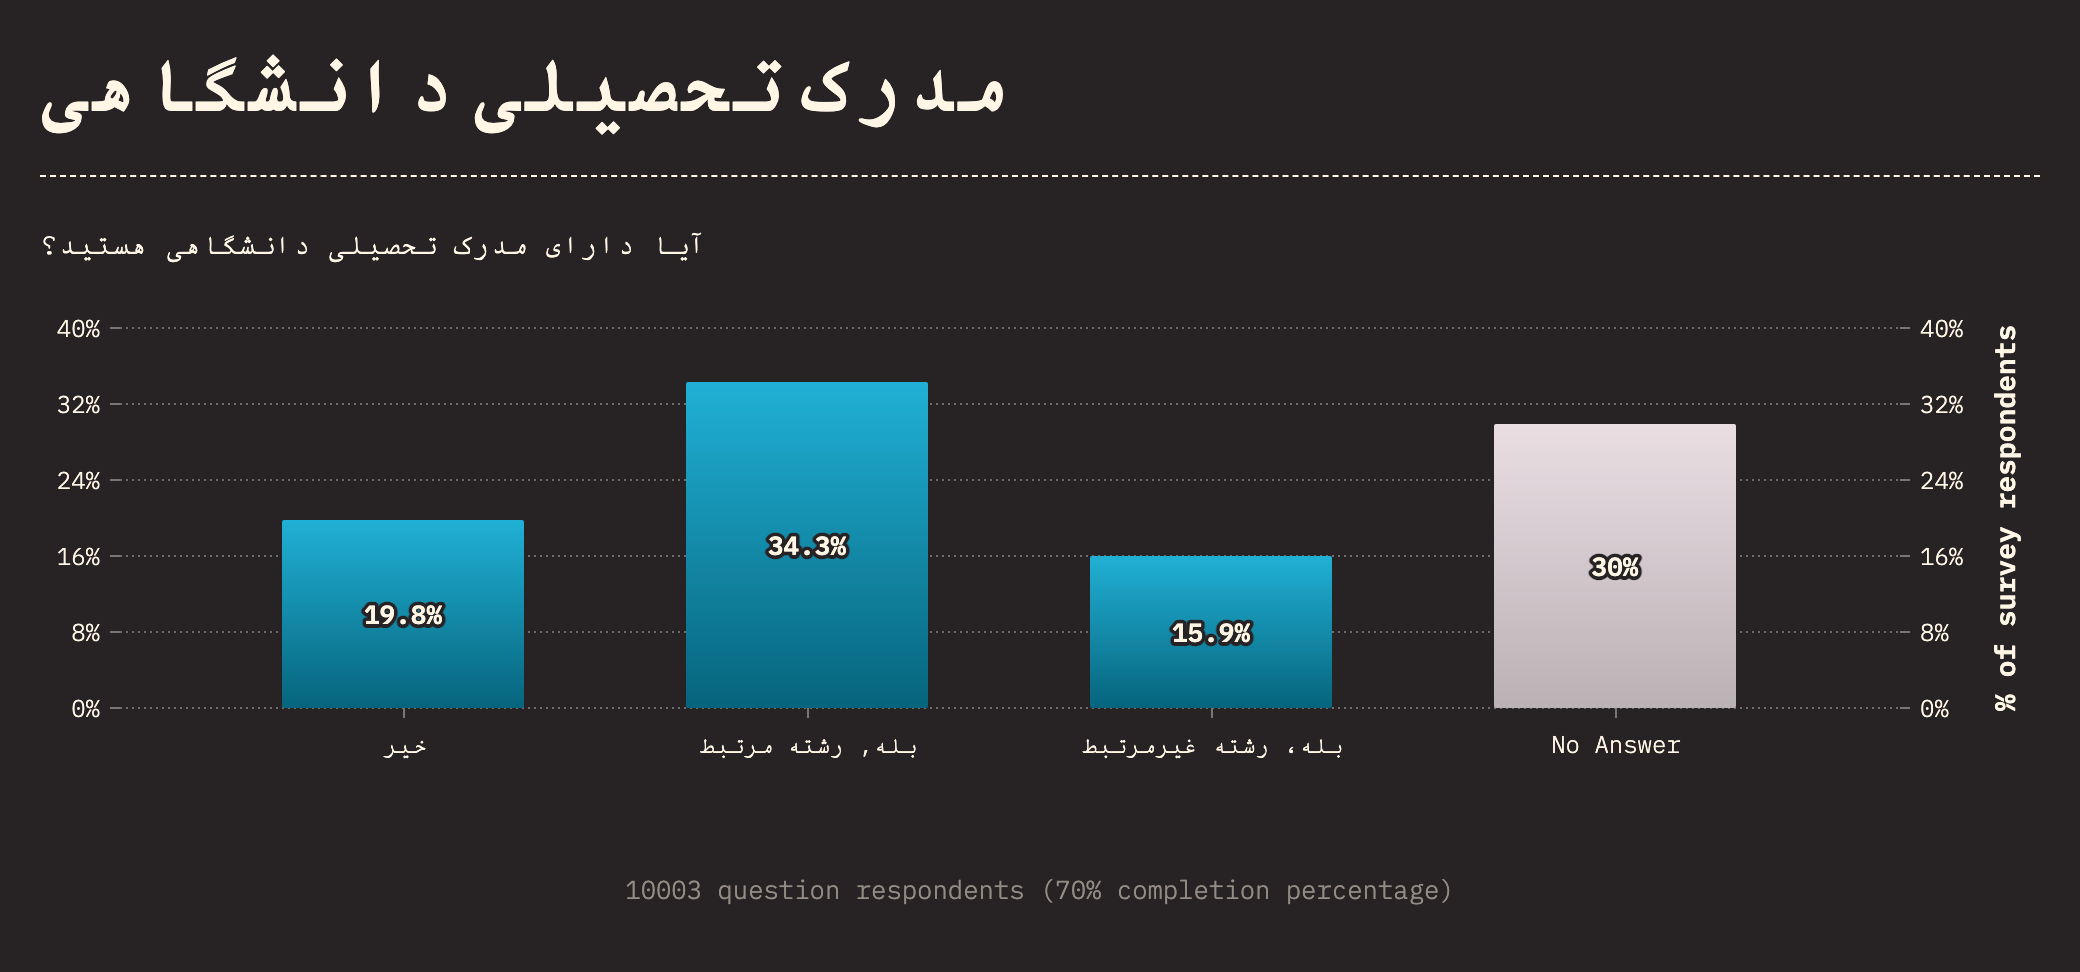 مدرک تحصیلی دانشگاهی
آیا دارای مدرک تحصیلی دانشگاهی هستید؟
40% 40%
32% 32%
24% 24%
16% 16%
8% 8%
0% 0%
% of survey respondents
19.8%
34.3%
15.9%
30%
خیر
بله, رشته مرتبط
بله، رشته غیرمرتبط
No Answer
10003 question respondents (70% completion percentage)